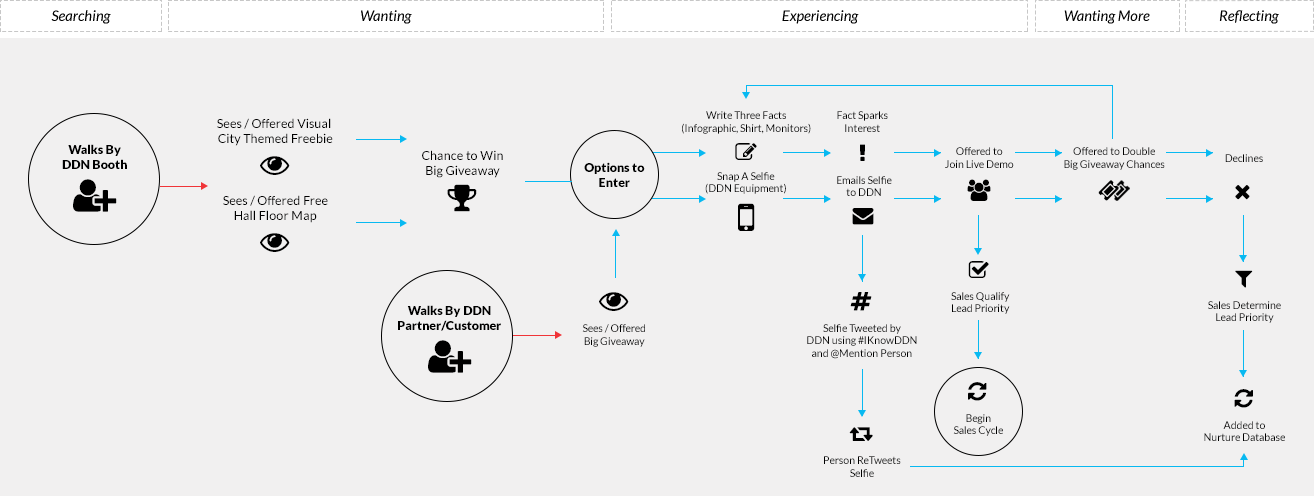 Searching
Wanting
Experiencing
Wanting More
Reflecting
Walks By
DDN Booth
Sees / Offered Visual
City Themed Freebie
Sees / Offered Free
Hall Floor Map
Chance to Win
Big Giveaway
Walks By DDN
Partner/Customer
Options to
Enter
Sees / Offered
Big Giveaway
Write Three Facts
(Infographic, Shirt, Monitors)
Snap A Selfie
(DDN Equipment)
Fact Sparks
Interest
Emails Selfie
to DDN
Selfie Tweeted by
DDN using #IKnowDDN
and @Mention Person
Person ReTweets
Selfie
Offered to
Join Live Demo
Sales Qualify
Lead Priority
Begin
Sales Cycle
Offered to Double
Big Giveaway Chances
Declines
Sales Determine
Lead Priority
Added to
Nurture Database